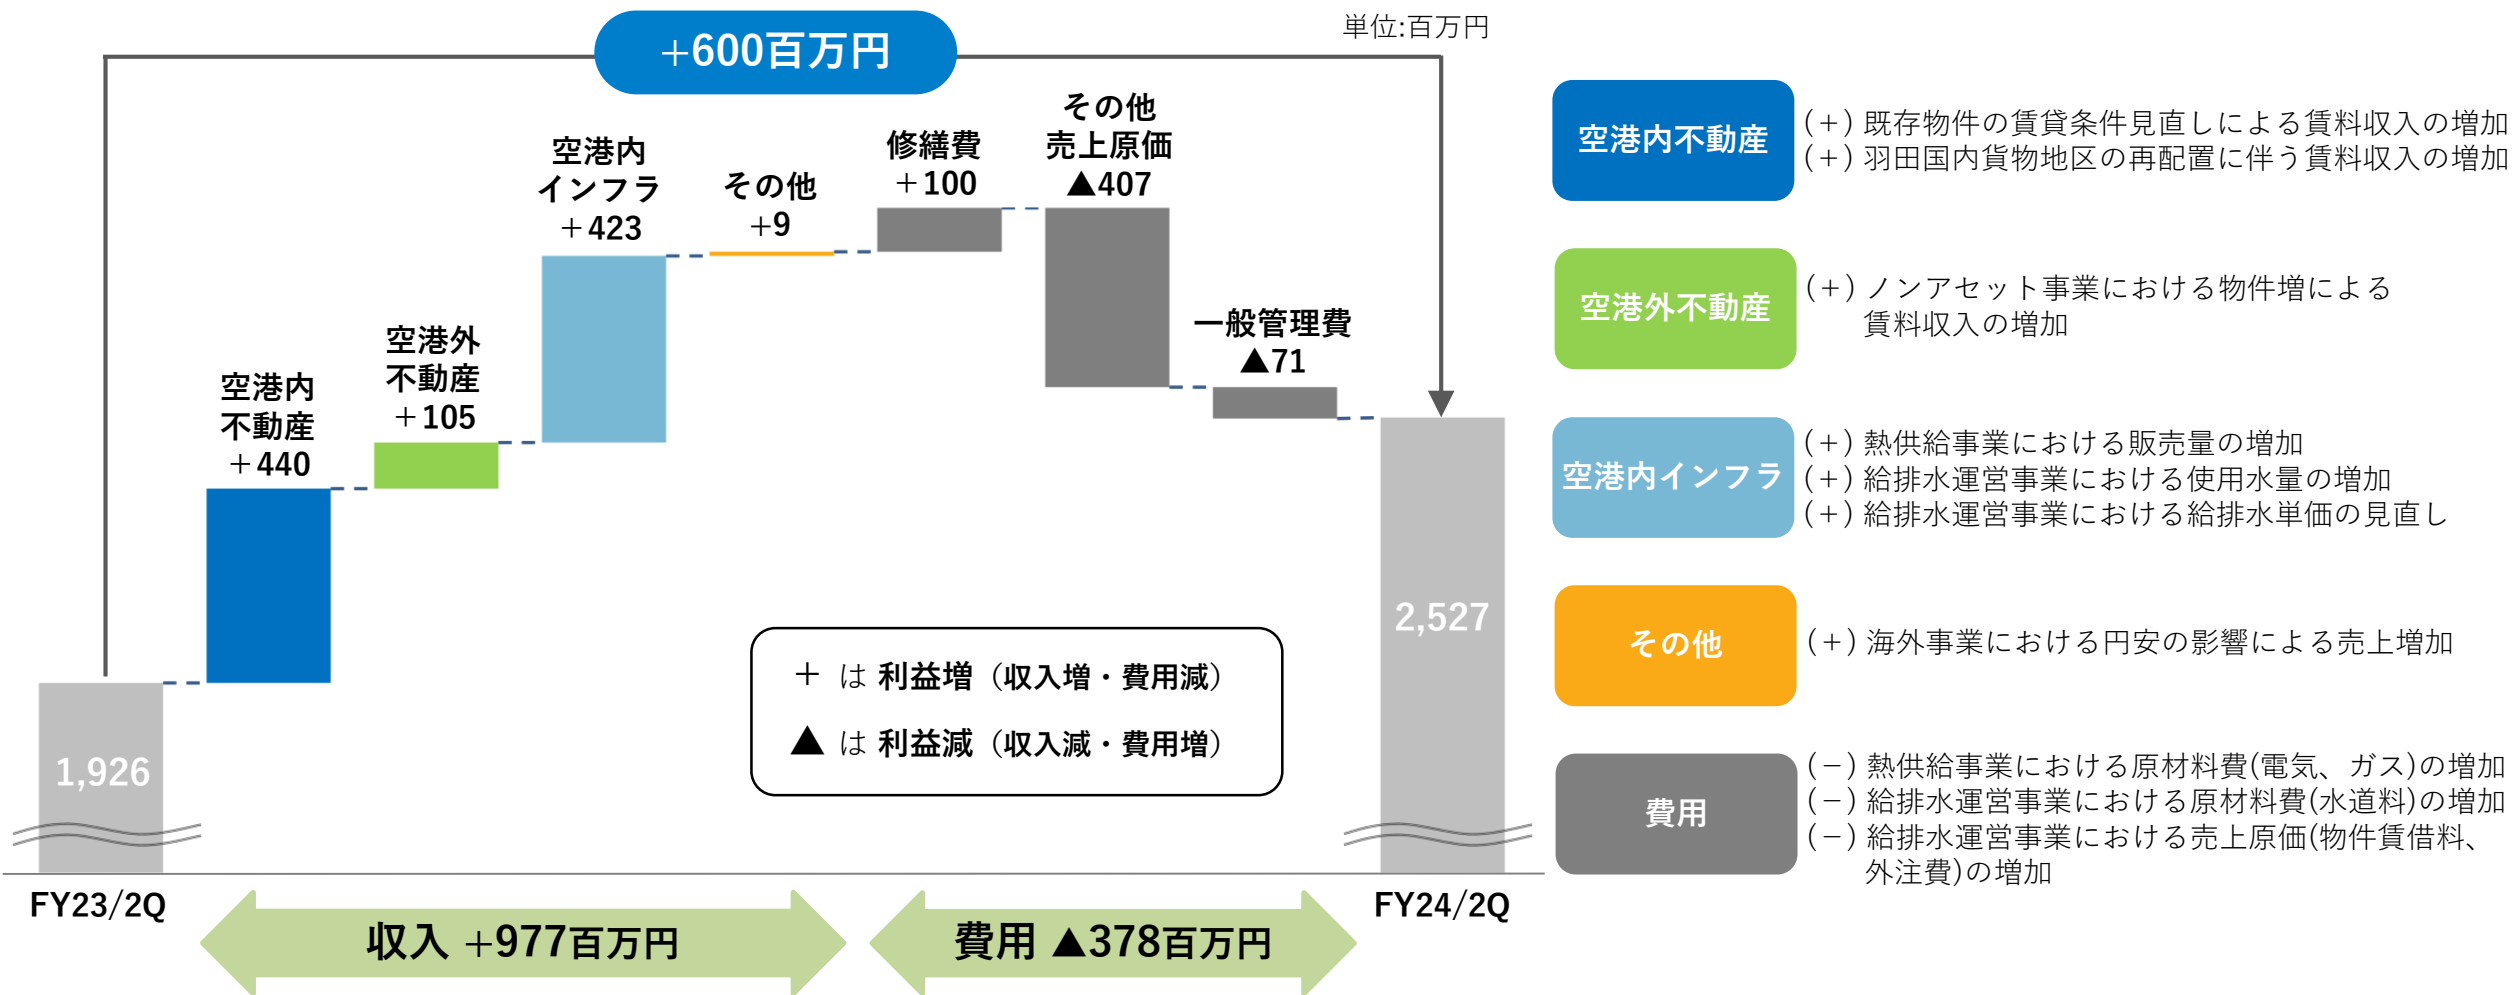 +600百万円
単位:百万円
空港内
不動産
+440
空港外
不動産
+105
空港内
インフラ
+423
その他
+9
修繕費
+100
その他
売上原価
▲407
一般管理費
▲71
1,926
2,527
+ は 利益増（収入増・費用減）
▲ は 利益減（収入減・費用増）
FY23/2Q
FY24/2Q
収入 +977百万円
費用 ▲378百万円
空港内不動産
(+) 既存物件の賃貸条件見直しによる賃料収入の増加
(+) 羽田国内貨物地区の再配置に伴う賃料収入の増加
空港外不動産
(+) ノンアセット事業における物件増による
賃料収入の増加
空港内インフラ
(+) 熱供給事業における販売量の増加
(+) 給排水運営事業における使用水量の増加
(+) 給排水運営事業における給排水単価の見直し
その他
(+) 海外事業における円安の影響による売上増加
費用
(−) 熱供給事業における原材料費(電気、ガス)の増加
(−) 給排水運営事業における原材料費(水道料)の増加
(−) 給排水運営事業における売上原価(物件賃借料、
外注費)の増加